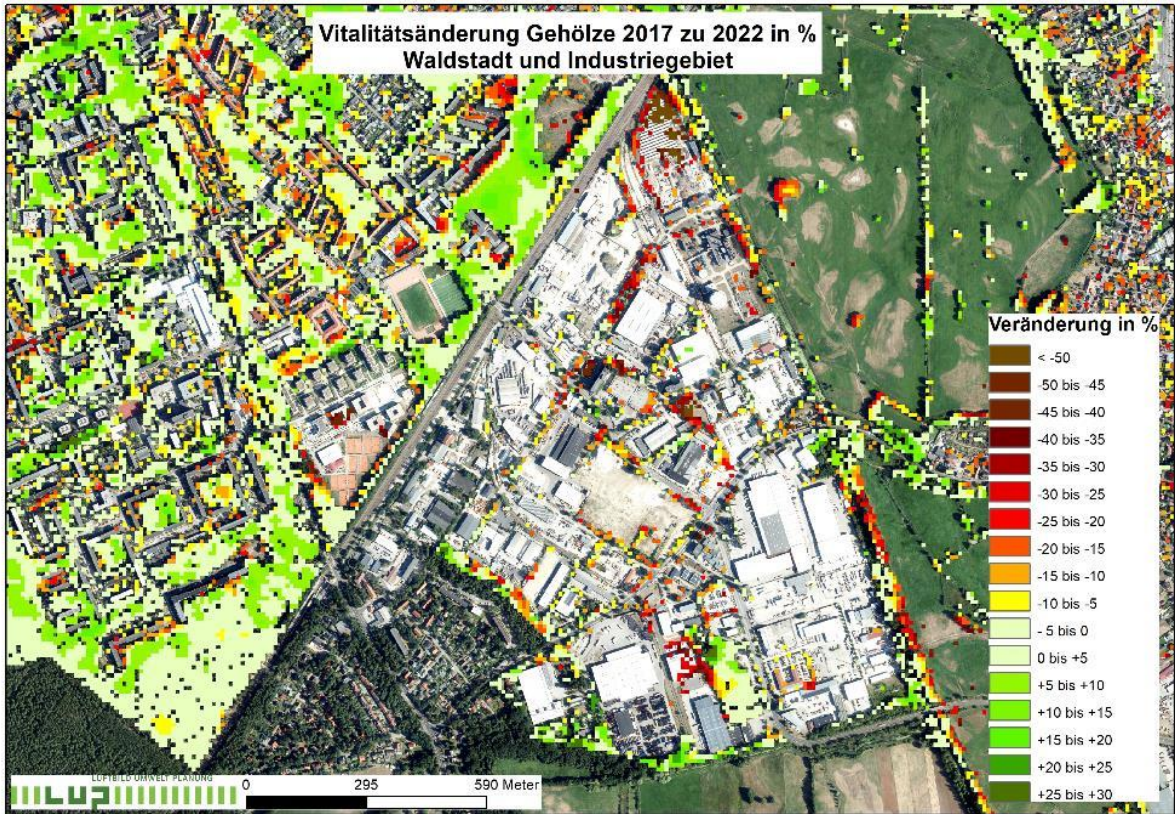 Vitalitätsänderung Gehölze 2017 zu 2022 in %
Waldstadt und Industriegebiet
Veränderung in %
< -50
-50 bis -45
-45 bis -40
-40 bis -35
-35 bis -30
-30 bis -25
-25 bis -20
-20 bis -15
-15 bis -10
-10 bis -5
- 5 bis 0
0 bis +5
+5 bis +10
+10 bis +15
+15 bis +20
+20 bis +25
+25 bis +30
LUFTBILD UMWELT PLANUNG
LUP
0 295 590 Meter